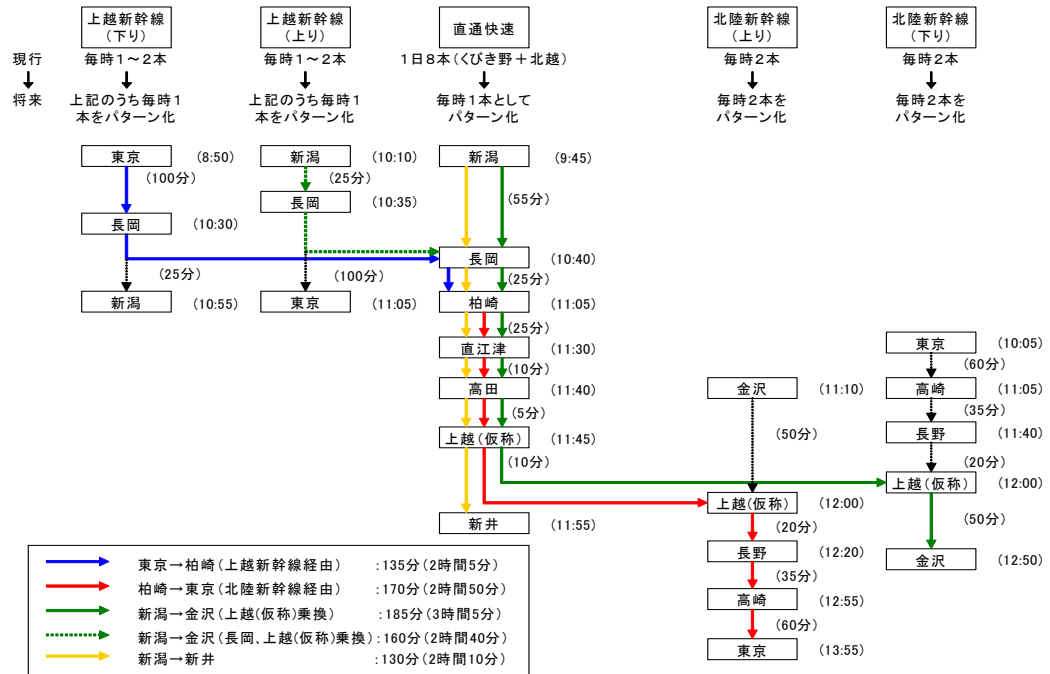 上越新幹線
(下り)
上越新幹線
(上り)
直通快速
北陸新幹線
(上り)
北陸新幹線
(下り)
現行
毎時1～2本
毎時1～2本
1日8本(くびき野+北越)
毎時2本
毎時2本
将来
上記のうち毎時1
本をパターン化
上記のうち毎時1
本をパターン化
毎時1本として
パターン化
毎時2本を
パターン化
毎時2本を
パターン化
東京
(8:50)
(100分)
長岡
(10:30)
(25分)
新潟
(10:55)
新潟
(10:10)
(25分)
長岡
(10:35)
(100分)
東京
(11:05)
新潟
(9:45)
(55分)
長岡
(10:40)
(25分)
柏崎
(11:05)
(25分)
直江津
(11:30)
(10分)
高田
(11:40)
(5分)
上越(仮称)
(11:45)
(10分)
新井
(11:55)
金沢
(11:10)
(50分)
上越(仮称)
(12:00)
(20分)
長野
(12:20)
(35分)
高崎
(12:55)
(60分)
東京
(13:55)
東京
(10:05)
(60分)
高崎
(11:05)
(35分)
長野
(11:40)
(20分)
上越(仮称)
(12:00)
(50分)
金沢
(12:50)
東京→柏崎(上越新幹線経由) :135分(2時間5分)
柏崎→東京(北陸新幹線経由) :170分(2時間50分)
新潟→金沢(上越(仮称)乗換) :185分(3時間5分)
新潟→金沢(長岡、上越(仮称)乗換):160分(2時間40分)
新潟→新井 :130分(2時間10分)